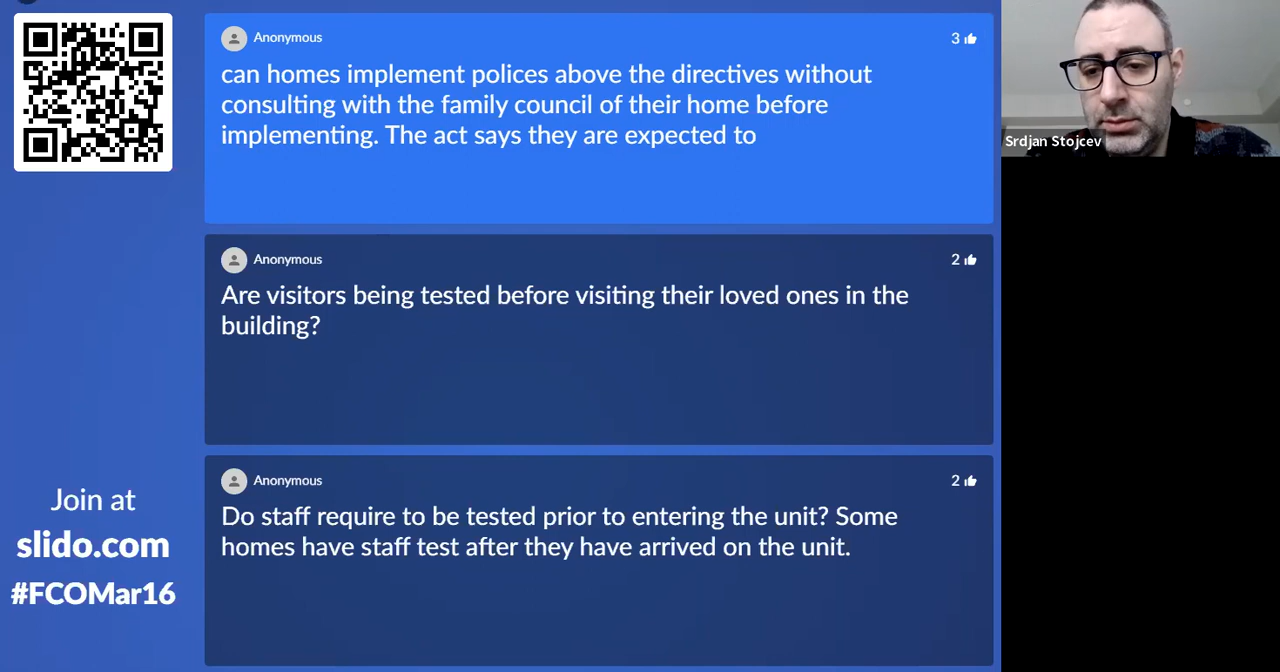 Anonymous
3
can homes implement polices above the directives without
consulting with the family council of their home before
implementing. The act says they are expected to
Srdjan Stojcev
Anonymous
2
Are visitors being tested before visiting their loved ones in the
building?
Anonymous
2
Do staff require to be tested prior to entering the unit? Some
homes have staff test after they have arrived on the unit.
Join at
slido.com
#FCOMar16